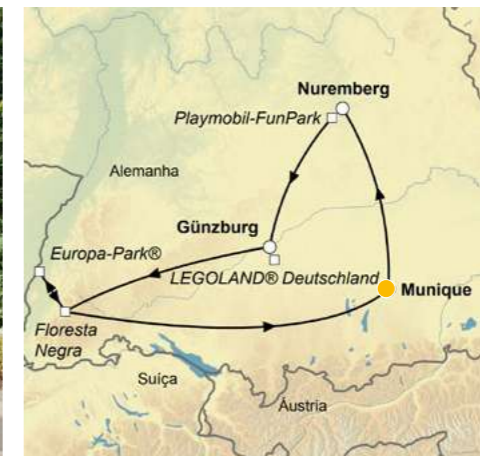 Nuremberg
Playmobil-FunPark
Alemanha
Günzburg
Europa-Park®
LEGOLAND® Deutschland
Munique
Floresta
Negra
Suíça
Áustria